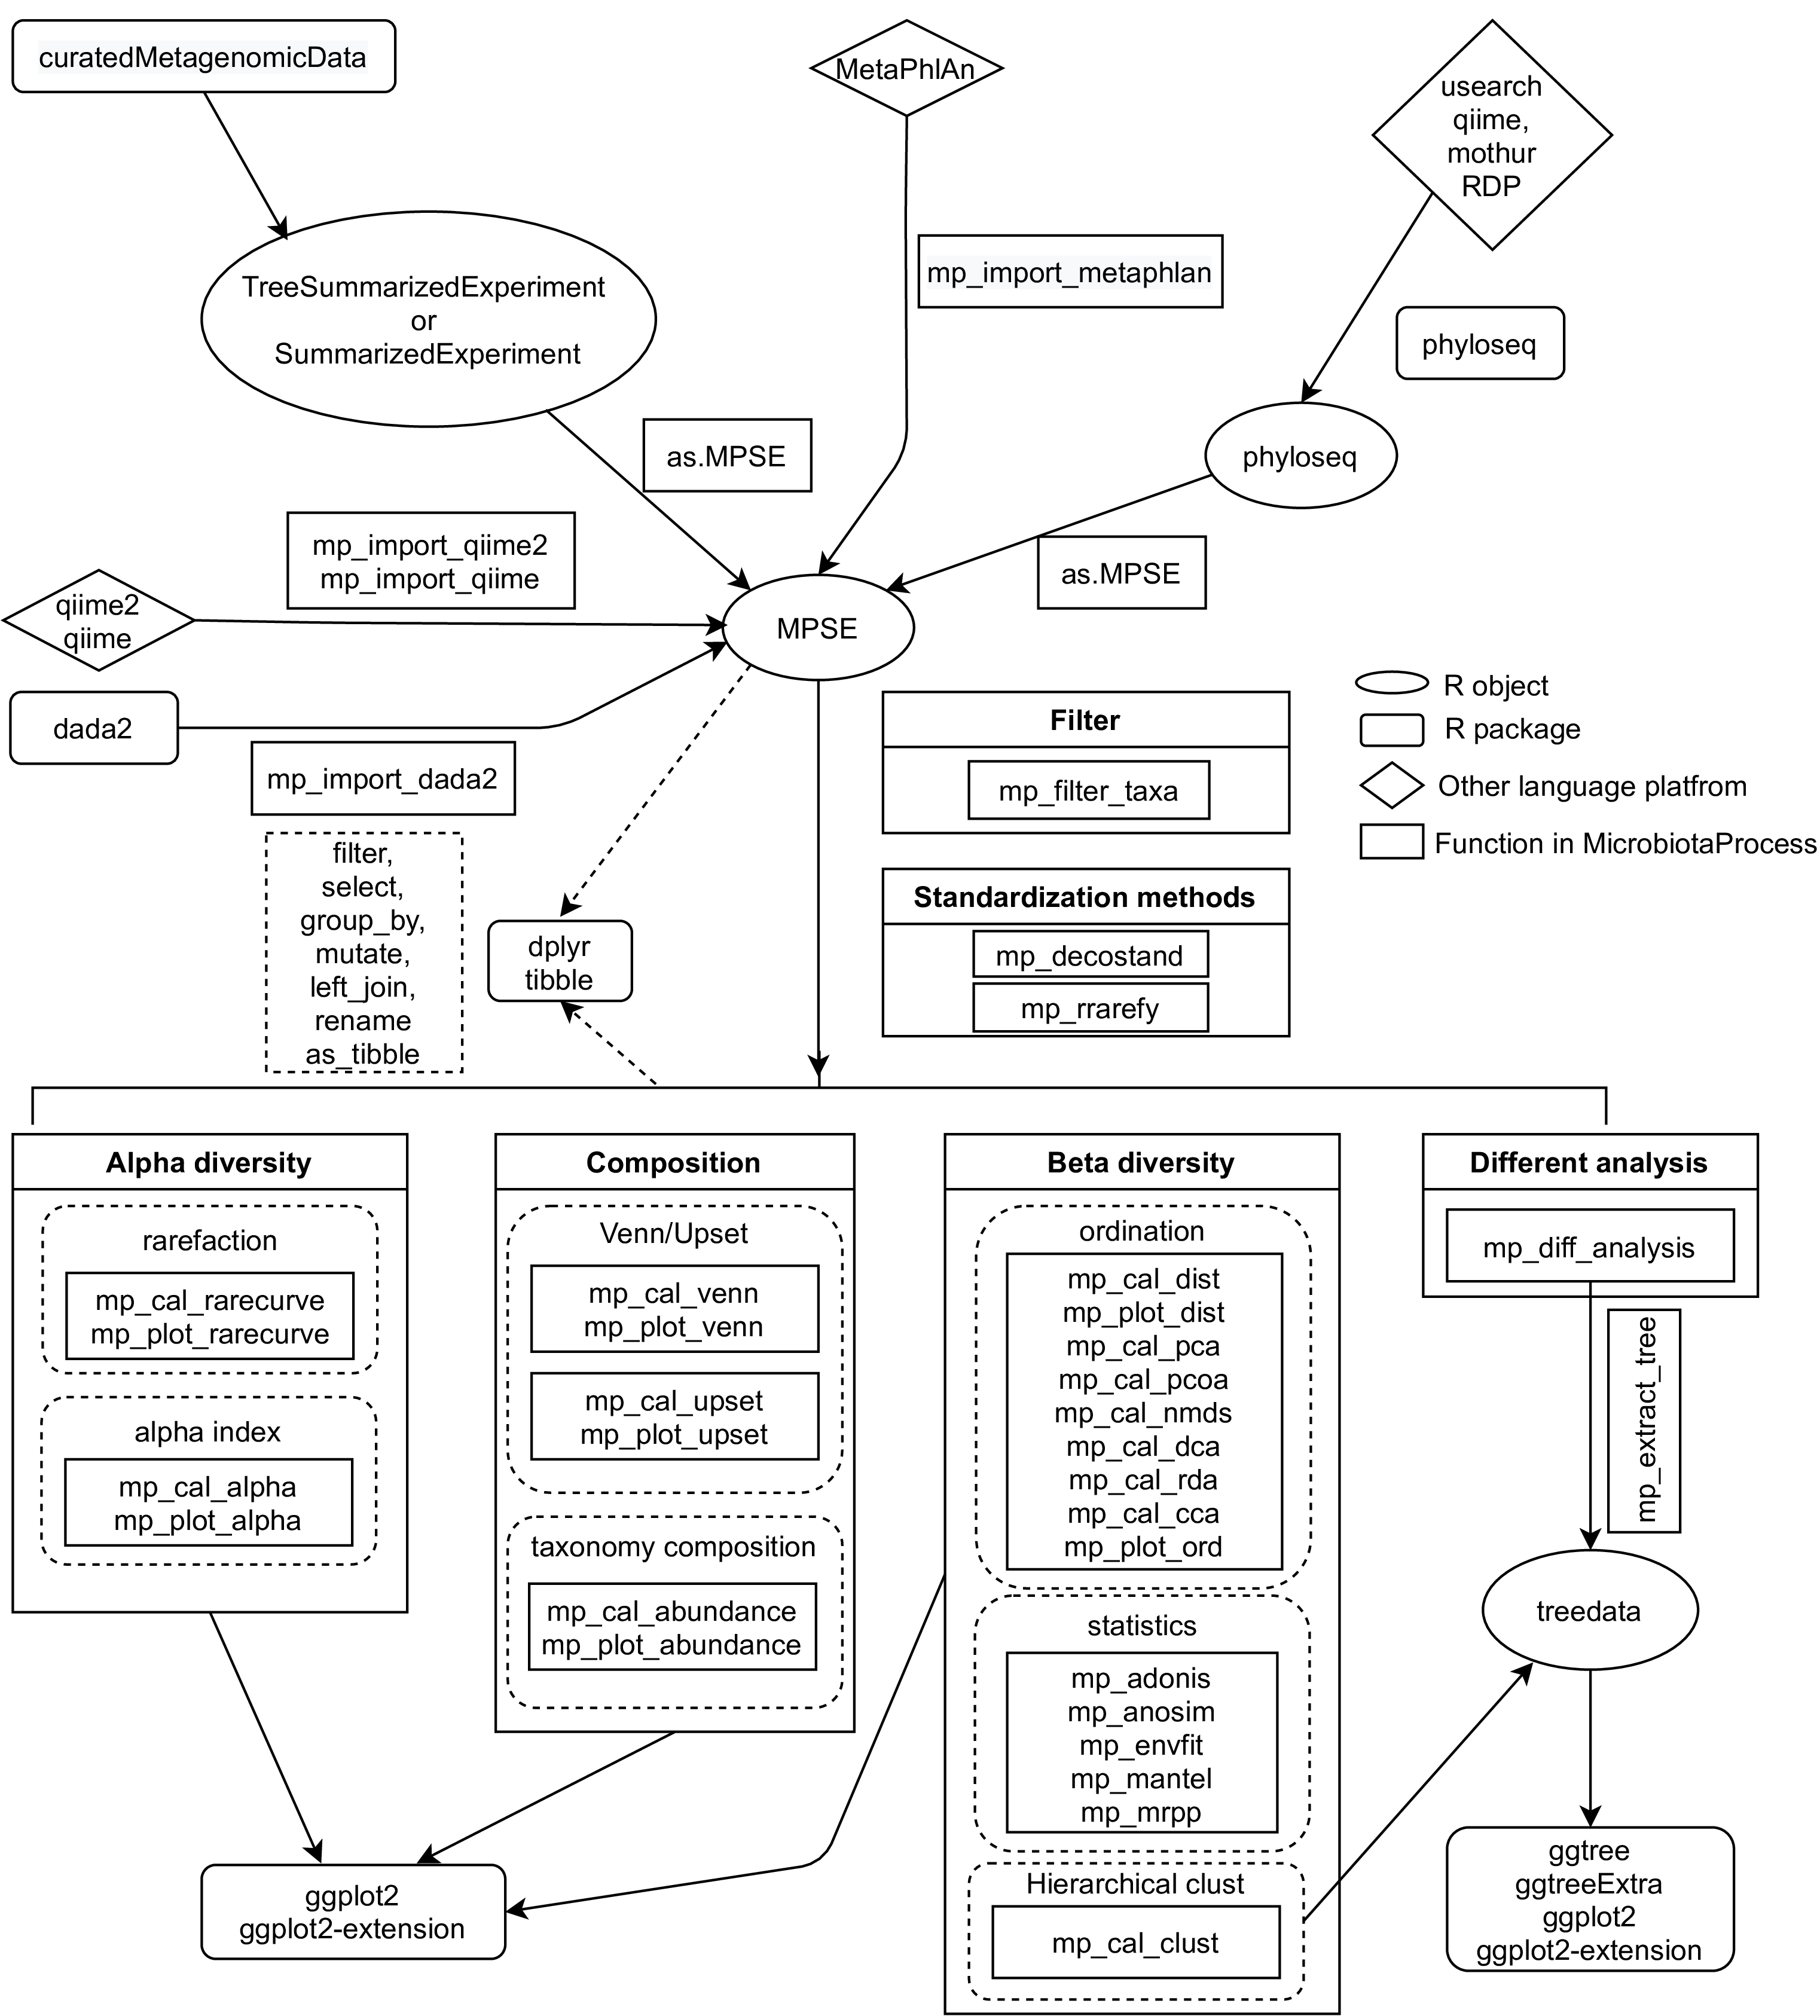 curatedMetagenomicData
MetaPhlAn
usearch
qiime,
mothur
RDP
TreeSummarizedExperiment
or
SummarizedExperiment
mp_import_metaphlan
phyloseq
as.MPSE
phyloseq
mp_import_qiime2
mp_import_qiime
as.MPSE
qiime2
qiime
MPSE
dada2
mp_import_dada2
Filter
mp_filter_taxa
R object
R package
Other language platfrom
Function in MicrobiotaProcess
filter,
select,
group_by,
mutate,
left_join,
rename
as_tibble
dplyr
tibble
Standardization methods
mp_decostand
mp_rrarefy
Alpha diversity
rarefaction
mp_cal_rarecurve
mp_plot_rarecurve
alpha index
mp_cal_alpha
mp_plot_alpha
Composition
Venn/Upset
mp_cal_venn
mp_plot_venn
mp_cal_upset
mp_plot_upset
taxonomy composition
mp_cal_abundance
mp_plot_abundance
Beta diversity
ordination
mp_cal_dist
mp_plot_dist
mp_cal_pca
mp_cal_pcoa
mp_cal_nmds
mp_cal_dca
mp_cal_rda
mp_cal_cca
mp_plot_ord
statistics
mp_adonis
mp_anosim
mp_envfit
mp_mantel
mp_mrpp
Hierarchical clust
mp_cal_clust
Different analysis
mp_diff_analysis
mp_extract_tree
treedata
ggplot2
ggplot2-extension
ggtree
ggtreeExtra
ggplot2
ggplot2-extension